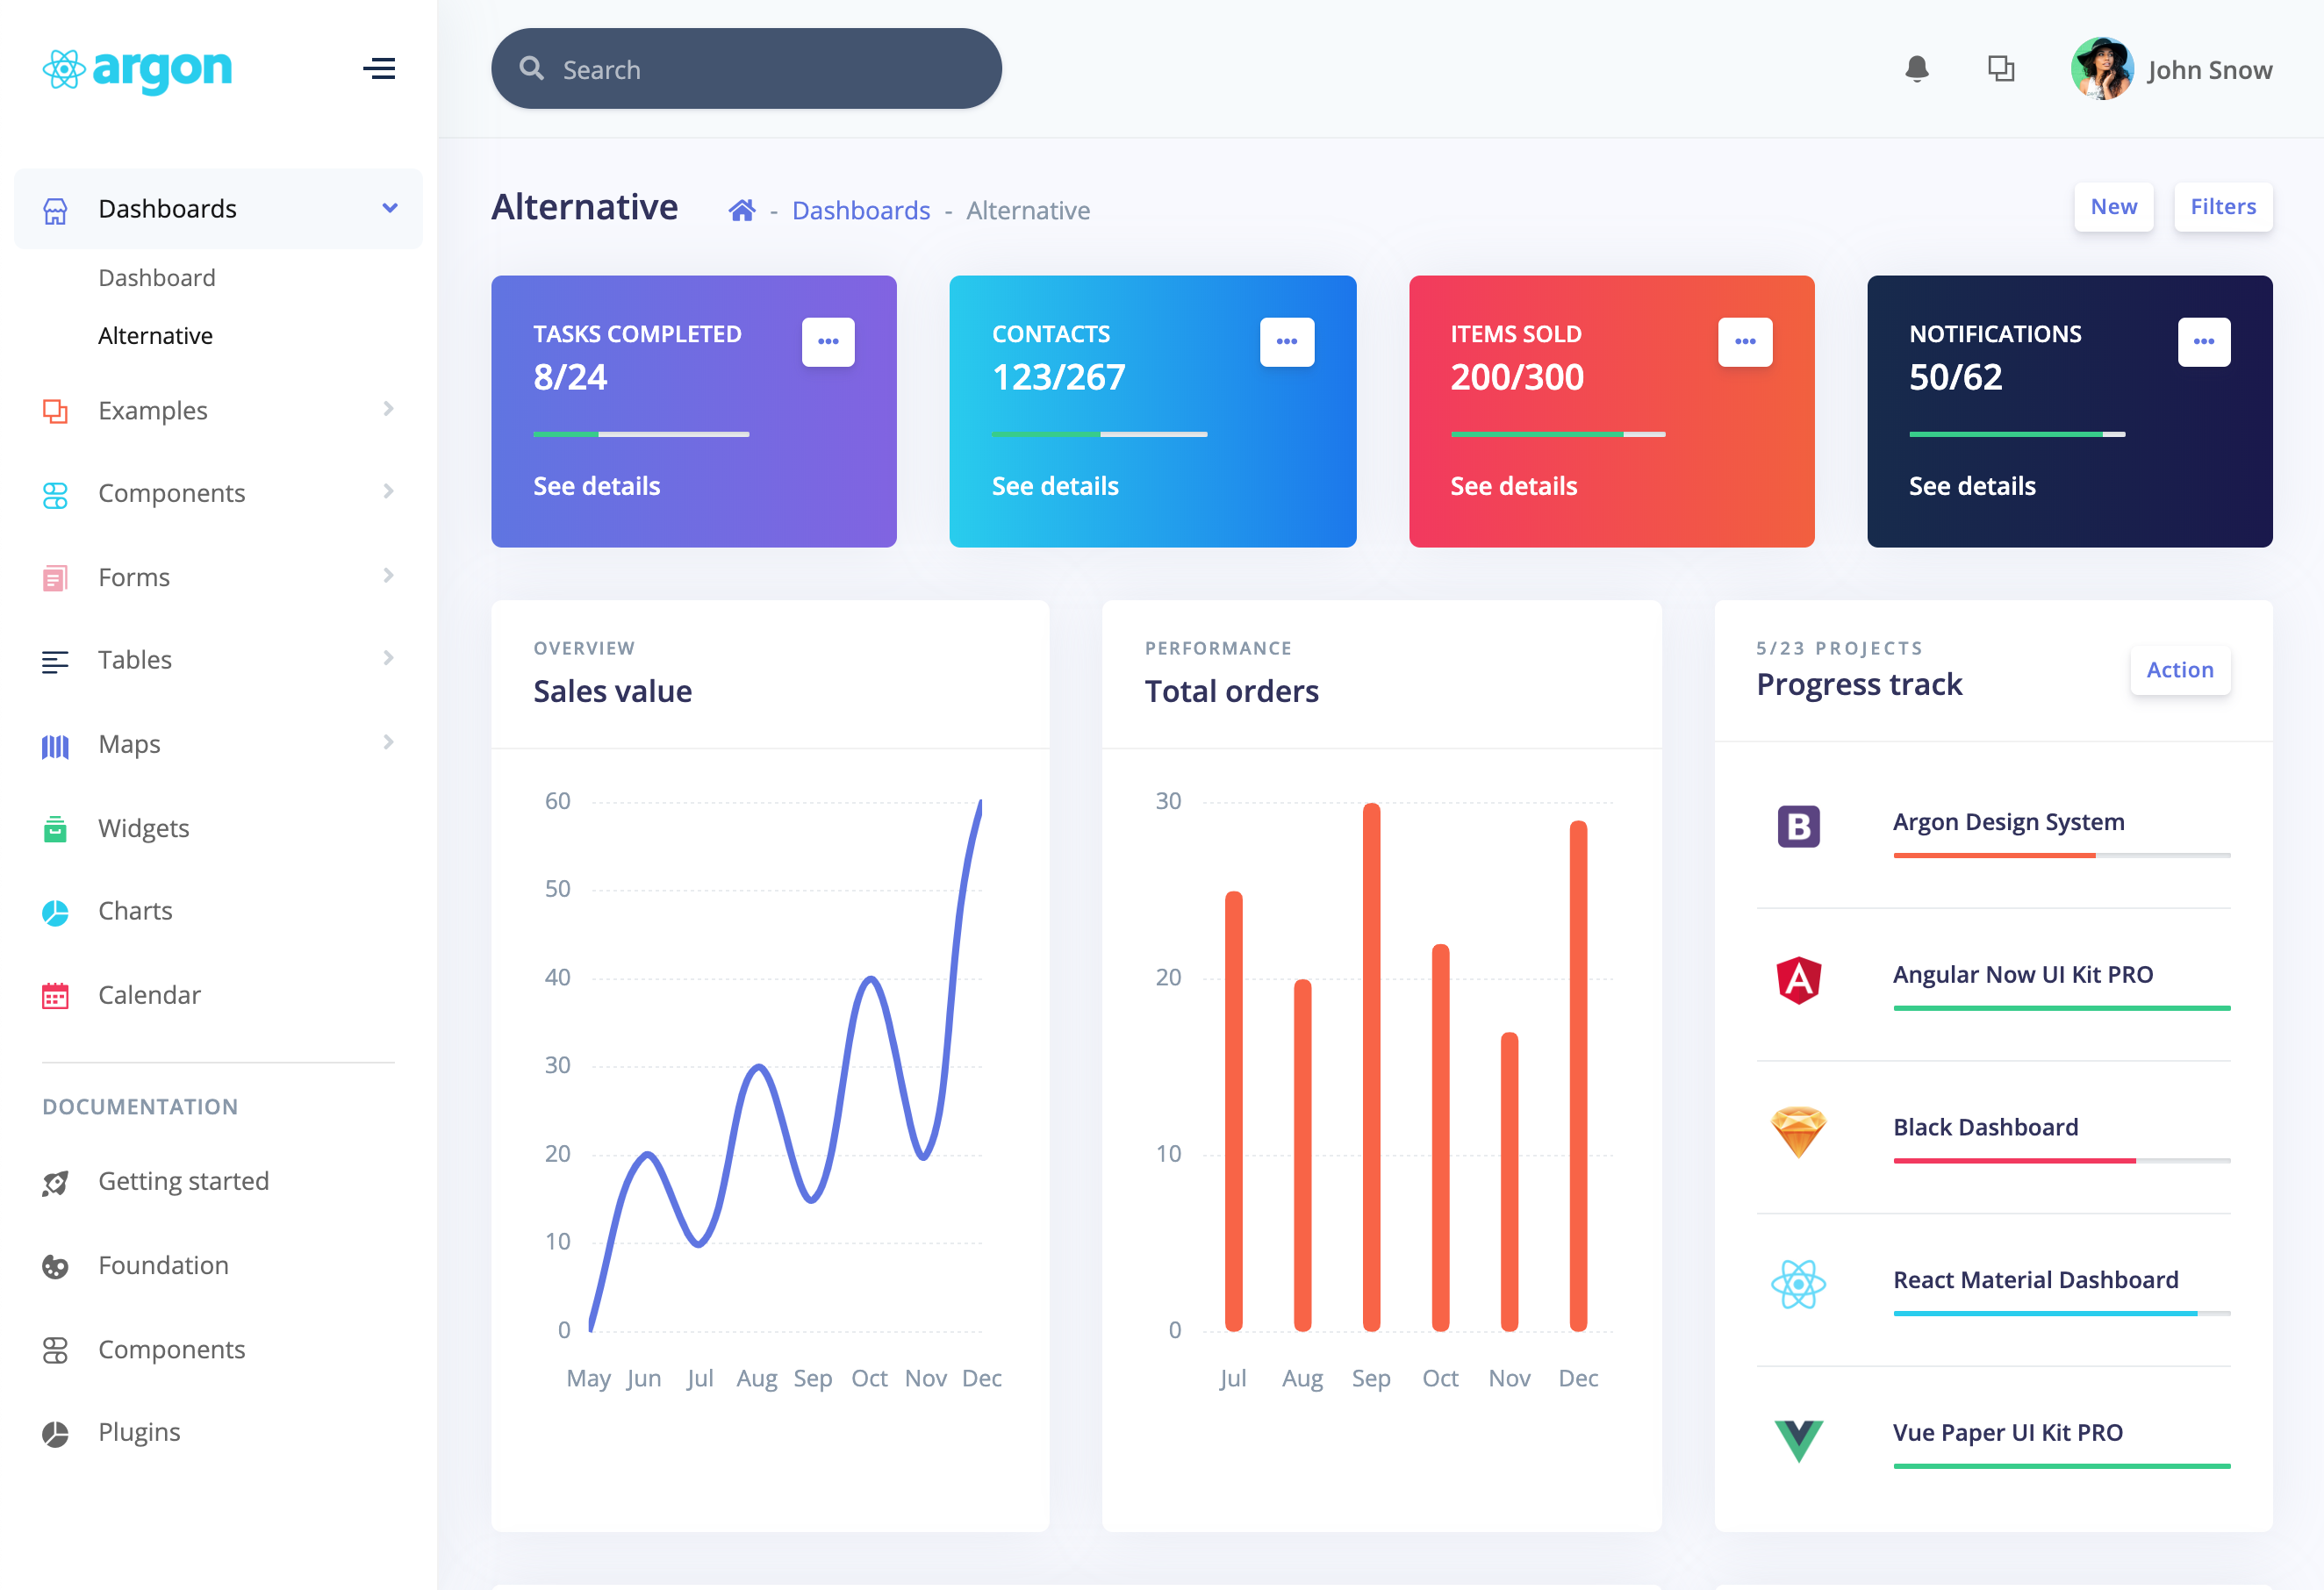 argon
Search
John Snow
Dashboards
Dashboard
Alternative
Examples
Components
Forms
Tables
Maps
Widgets
Charts
Calendar
DOCUMENTATION
Getting started
Foundation
Components
Plugins
Alternative
- Dashboards - Alternative
New
Filters
TASKS COMPLETED
8/24
See details
CONTACTS
123/267
See details
ITEMS SOLD
200/300
See details
NOTIFICATIONS
50/62
See details
OVERVIEW
Sales value
60
50
40
30
20
10
0
May Jun Jul Aug Sep Oct Nov Dec
PERFORMANCE
Total orders
30
20
10
0
Jul Aug Sep Oct Nov Dec
5/23 PROJECTS
Progress track
Action
B
Argon Design System
A
Angular Now UI Kit PRO
Black Dashboard
React Material Dashboard
Vue Paper UI Kit PRO